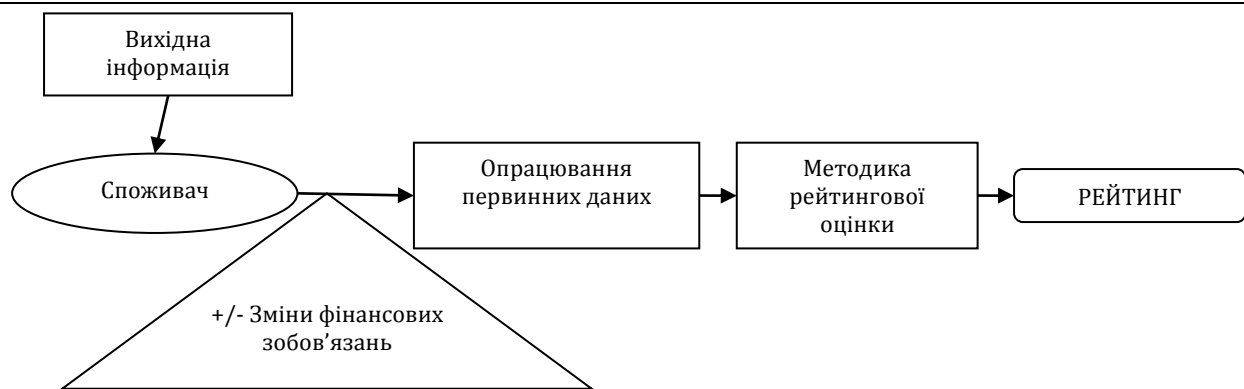 Вихідна
інформація
Споживач
Опрацювання
первинних даних
Методика
рейтингової
оцінки
РЕЙТИНГ
+/- Зміни фінансових
зобов’язань